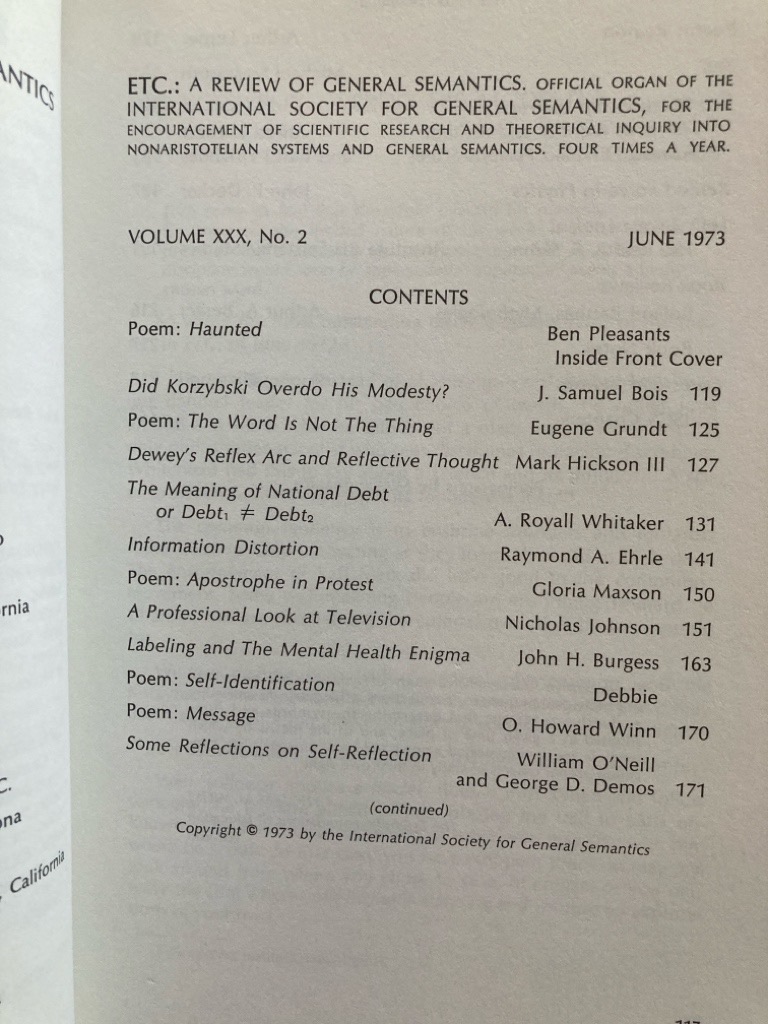 ANTICS
rnia
C.
ona
California
ETC.: A REVIEW OF GENERAL SEMANTICS. OFFICIAL ORGAN OF THE
INTERNATIONAL SOCIETY FOR GENERAL SEMANTICS, FOR THE
ENCOURAGEMENT OF SCIENTIFIC RESEARCH AND THEORETICAL INQUIRY INTO
NONARISTOTELIAN SYSTEMS AND GENERAL SEMANTICS. FOUR TIMES A YEAR.
VOLUME XXX, No. 2 JUNE 1973
CONTENTS
Poem: Haunted Ben Pleasants
Inside Front Cover
Did Korzybski Overdo His Modesty? J. Samuel Bois 119
Poem: The Word Is Not The Thing Eugene Grundt 125
Dewey's Reflex Arc and Reflective Thought Mark Hickson III 127
The Meaning of National Debt
or Debt₁ ≠ Debt₂ A. Royall Whitaker 131
Information Distortion Raymond A. Ehrle 141
Poem: Apostrophe in Protest Gloria Maxson 150
A Professional Look at Television Nicholas Johnson 151
Labeling and The Mental Health Enigma John H. Burgess 163
Poem: Self-Identification Debbie
Poem: Message O. Howard Winn 170
Some Reflections on Self-Reflection William O'Neill
and George D. Demos 171
(continued)
Copyright © 1973 by the International Society for General Semantics